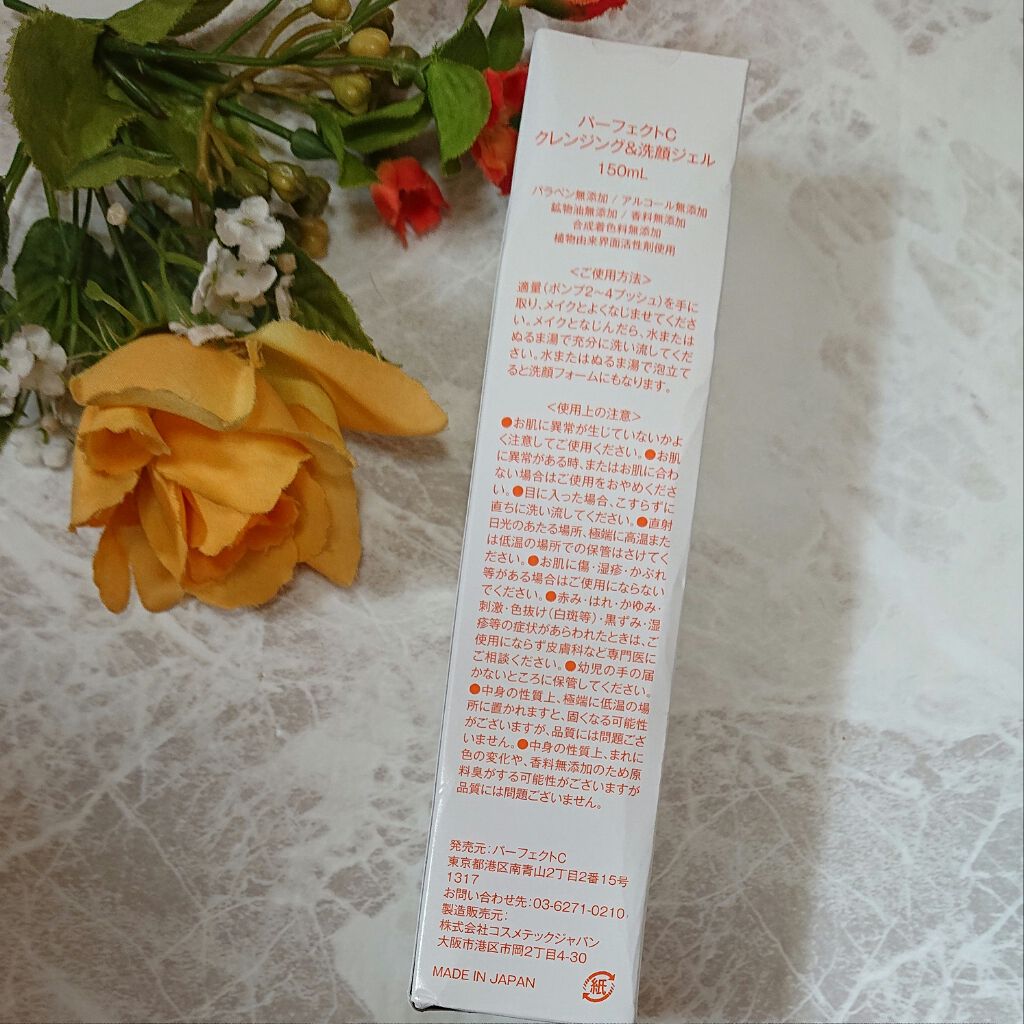 パーフェクトC
クレンジング&洗顔ジェル
150mL
パラベン無添加 / アルコール無添加
鉱物油無添加 / 香料無添加
合成着色料無添加
植物由来界面活性剤使用
<ご使用方法>
適量(ポンプ2〜4プッシュ)を手に
取り、メイクとよくなじませてくださ
い。メイクとなじんだら、水または
ぬるま湯で充分に洗い流してくだ
さい。水またはぬるま湯で泡立て
ると洗顔フォームにもなります。
<使用上の注意>
●お肌に異常が生じていないかよ
く注意してご使用ください。●お肌
に異常がある時、またはお肌に合わ
ない場合はご使用をおやめくださ
い。●目に入った場合、こすらずに
直ちに洗い流してください。●直射
日光のあたる場所、極端に高温また
は低温の場所での保管はさけてく
ださい。●お肌に傷・湿疹・かぶれ
等がある場合はご使用にならない
でください。●赤み・はれ・かゆみ・
刺激・色抜け(白斑等)・黒ずみ・湿
疹等の症状があらわれたときは、ご
使用にならず皮膚科など専門医に
ご相談ください。●幼児の手の届
かないところに保管してください。
●中身の性質上、極端に低温の場
所に置かれますと、固くなる可能性
がございますが、品質には問題ござ
いません。●中身の性質上、まれに
色の変化や、香料無添加のため原
料臭がする可能性がございますが
品質には問題ございません。
発売元:パーフェクトC
東京都港区南青山2丁目2番15号
1317
お問い合わせ先:03-6271-0210
製造販売元:
株式会社コスメテックジャパン
大阪市港区市岡2丁目4-30
MADE IN JAPAN
紙